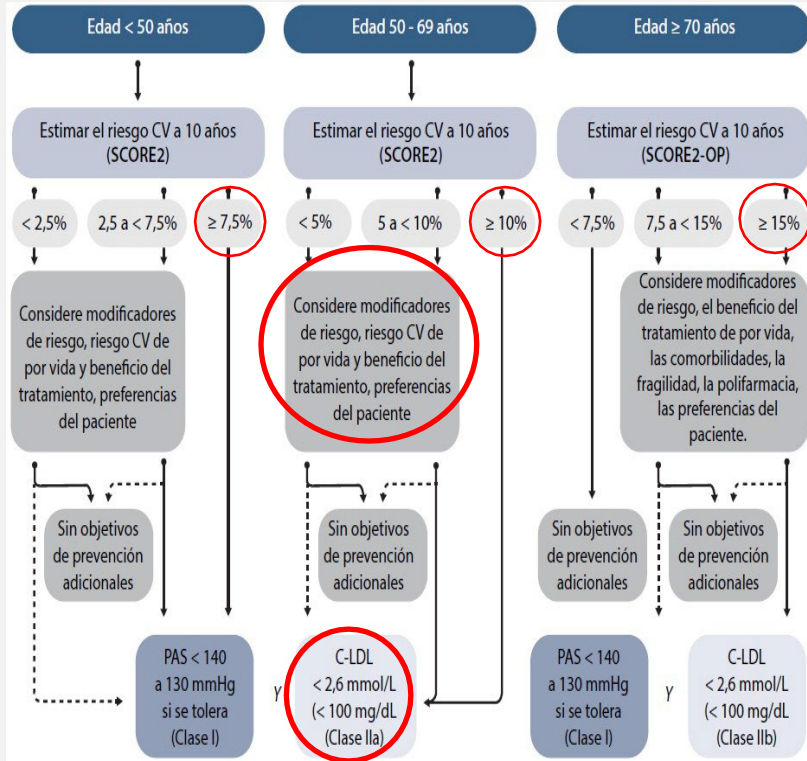 Edad < 50 años
Edad 50 - 69 años
Edad ≥ 70 años
Estimar el riesgo CV a 10 años
(SCORE2)
Estimar el riesgo CV a 10 años
(SCORE2)
Estimar el riesgo CV a 10 años
(SCORE2-OP)
< 2,5%
2,5 a < 7,5%
≥ 7,5%
< 5%
5 a < 10%
≥ 10%
< 7,5%
7,5 a < 15%
≥ 15%
Considere modificadores
de riesgo, riesgo CV de
por vida y beneficio del
tratamiento, preferencias
del paciente
Considere modificadores
de riesgo, riesgo CV de
por vida y beneficio del
tratamiento, preferencias
del paciente
Considere modificadores
de riesgo, el beneficio del
tratamiento de por vida,
las comorbilidades, la
fragilidad, la polifarmacia,
las preferencias del
paciente.
Sin objetivos
de prevención
adicionales
Sin objetivos
de prevención
adicionales
Sin objetivos
de prevención
adicionales
Sin objetivos
de prevención
adicionales
PAS < 140
a 130 mmHg
si se tolera
(Clase I)
Y
C-LDL
< 2,6 mmol/L
(< 100 mg/dL
(Clase IIa)
PAS < 140
a 130 mmHg
si se tolera
(Clase I)
Y
C-LDL
< 2,6 mmol/L
(< 100 mg/dL
(Clase IIb)